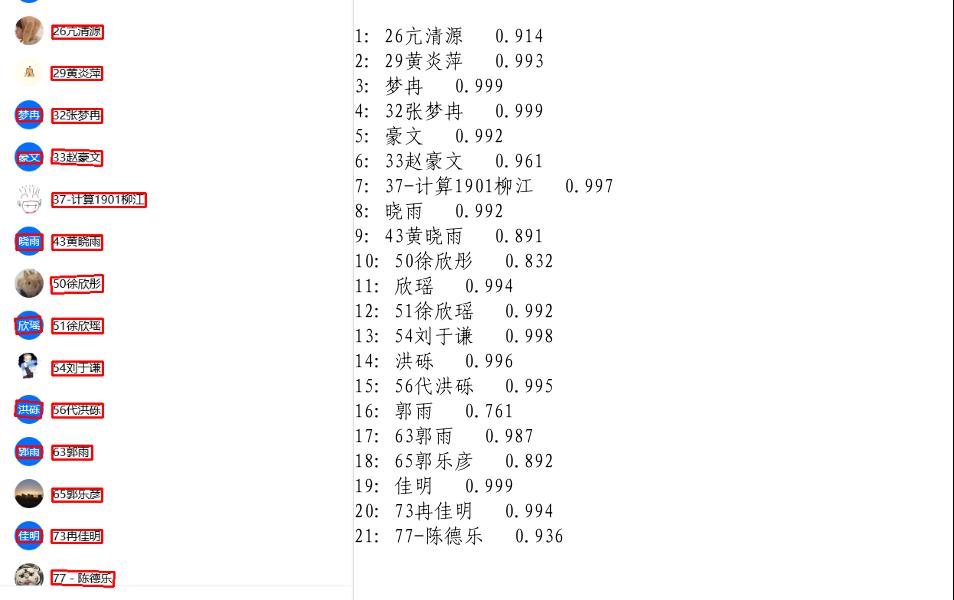 26亢清源
29黄炎萍
梦冉 32张梦冉
豪文 33赵豪文
37-计算1901柳江
晓雨 43黄晓雨
50徐欣彤
欣瑶 51徐欣瑶
54刘于谦
洪砾 56代洪砾
郭雨 63郭雨
65郭乐彦
佳明 73冉佳明
77 - 陈德乐
1: 26亢清源 0.914
2: 29黄炎萍 0.993
3: 梦冉 0.999
4: 32张梦冉 0.999
5: 豪文 0.992
6: 33赵豪文 0.961
7: 37-计算1901柳江 0.997
8: 晓雨 0.992
9: 43黄晓雨 0.891
10: 50徐欣彤 0.832
11: 欣瑶 0.994
12: 51徐欣瑶 0.992
13: 54刘于谦 0.998
14: 洪砾 0.996
15: 56代洪砾 0.995
16: 郭雨 0.761
17: 63郭雨 0.987
18: 65郭乐彦 0.892
19: 佳明 0.999
20: 73冉佳明 0.994
21: 77-陈德乐 0.936